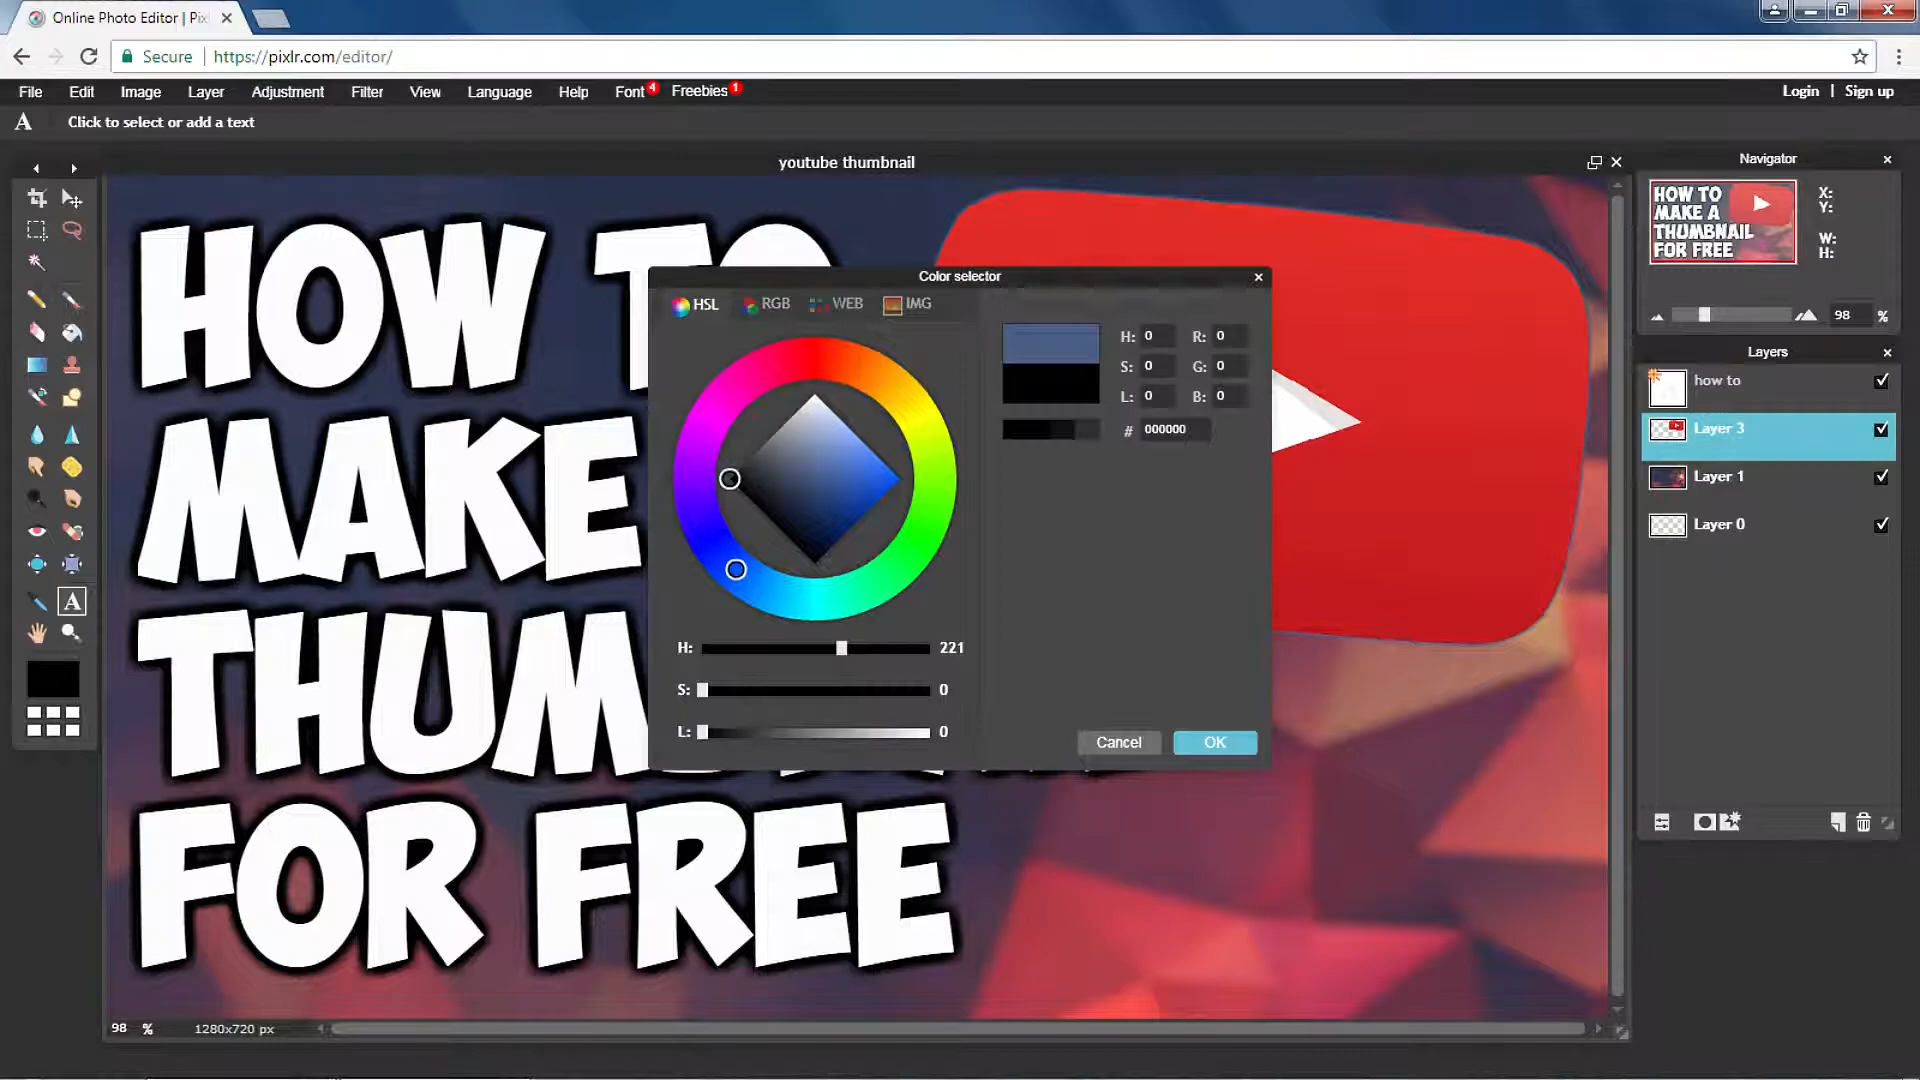 Online Photo Editor | Pix
Secure
https://pixlr.com/editor/
File Edit Image Layer Adjustment Filter View Language Help Font 4 Freebies 1
Login | Sign up
A Click to select or add a text
youtube thumbnail
HOW TO
MAKE
THUM
FOR FREE
Color selector
HSL RGB WEB IMG
H: 0 R: 0
S: 0 G: 0
L: 0 B: 0
# 000000
H: 221
S: 0
L: 0
Cancel OK
A
98 % 1280x720 px
Navigator
HOW TO
MAKE A
THUMBNAIL
FOR FREE
X:
Y:
W:
H:
98 %
Layers
how to
Layer 3
Layer 1
Layer 0